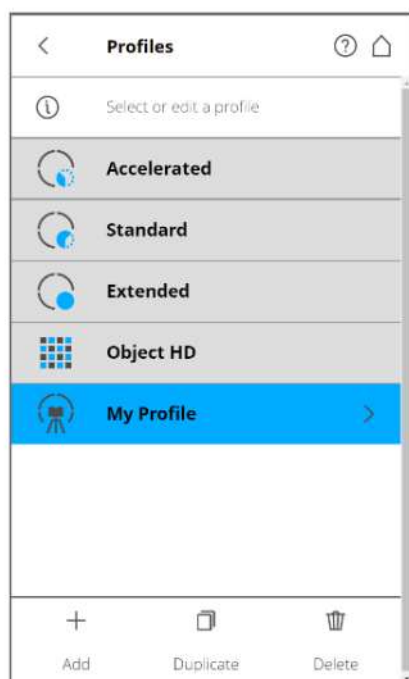 Profiles
Select or edit a profile
Accelerated
Standard
Extended
Object HD
My Profile
Add Duplicate Delete